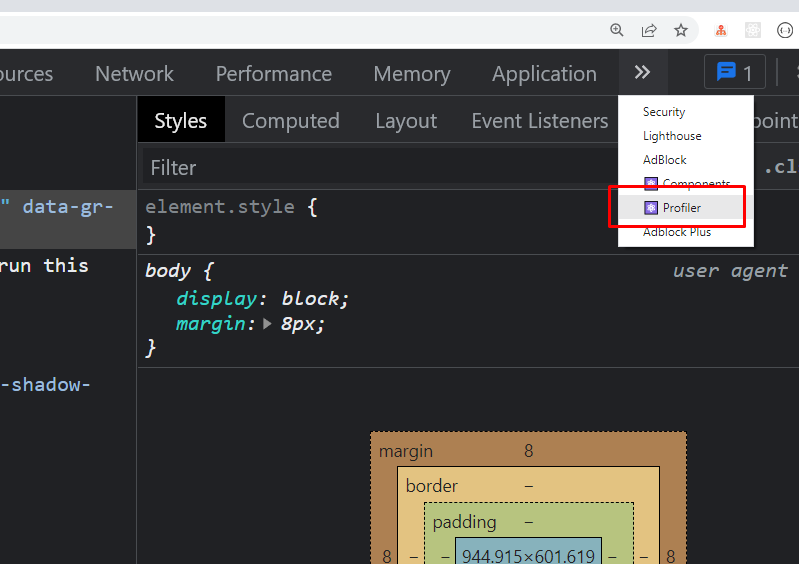 ources Network Performance Memory Application 1
Styles Computed Layout Event Listeners point
Security
Lighthouse
AdBlock
Components
Profiler
Adblock Plus
Filter .cl
" data-gr-
run this
-shadow-
element.style {
}
body { user agent
display: block;
margin: 8px;
}
margin 8
border –
padding –
8 – – 944.915×601.619 – – 8